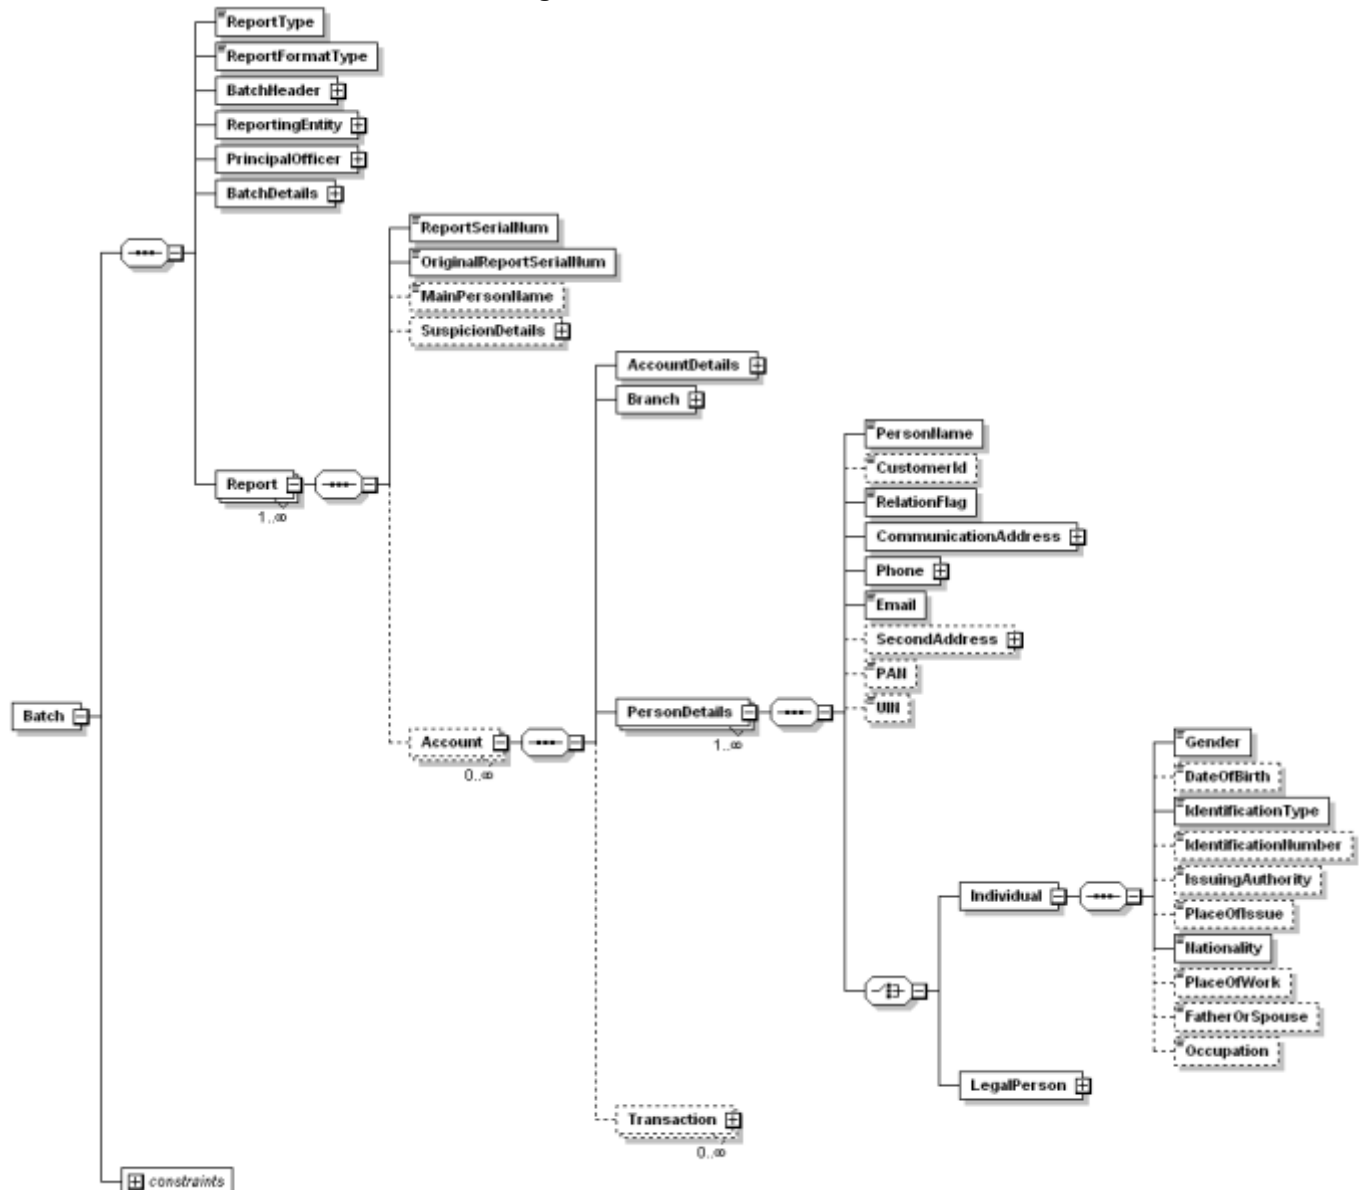 ReportType
ReportFormatType
BatchHeader
ReportingEntity
PrincipalOfficer
BatchDetails
ReportSerialNum
OriginalReportSerialNum
MainPersonName
SuspicionDetails
AccountDetails
Branch
PersonName
CustomerId
Report
RelationFlag
1..∞
CommunicationAddress
Phone
Email
SecondAddress
PAN
UIN
Batch
PersonDetails
1..∞
Account
0..∞
Gender
DateOfBirth
IdentificationType
IdentificationNumber
IssuingAuthority
Individual
PlaceOfIssue
Nationality
PlaceOfWork
FatherOrSpouse
Occupation
LegalPerson
Transaction
0..∞
constraints